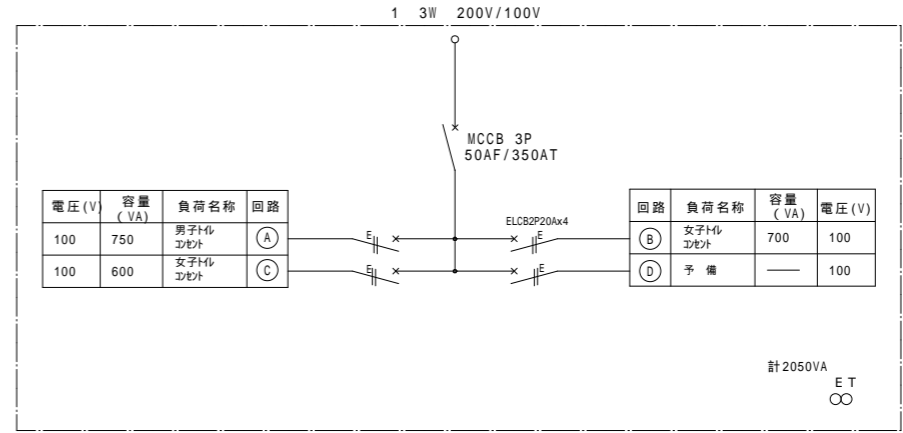 1 3W 200V/100V
MCCB 3P
50AF/350AT
電圧(V) 容量(VA) 負荷名称 回路
100 750 男子トイレコンセント A
100 600 女子トイレコンセント C
E
E
ELCB2P20Ax4
E
E
回路 負荷名称 容量(VA) 電圧(V)
B 女子トイレコンセント 700 100
D 予備 —— 100
計2050VA
ET